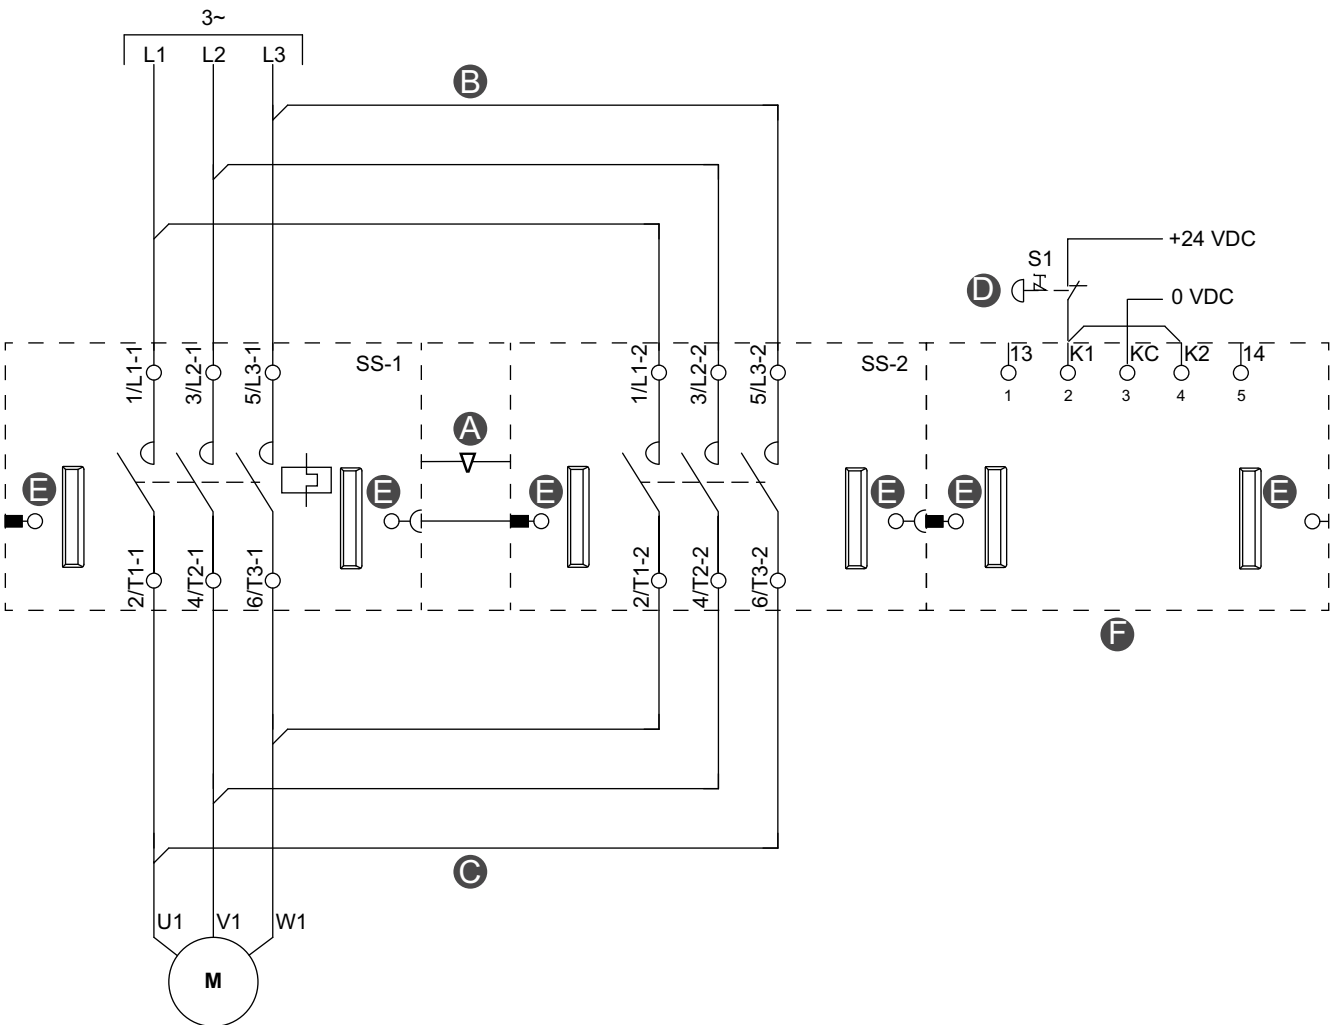 3~
L1 L2 L3
B
+24 VDC
S1
D
0 VDC
1/L1-1 3/L2-1 5/L3-1 SS-1 1/L1-2 3/L2-2 5/L3-2 SS-2 13 K1 KC K2 14
1 2 3 4 5
A
E E E E E E
2/T1-1 4/T2-1 6/T3-1 2/T1-2 4/T2-2 6/T3-2
F
C
U1 V1 W1
M